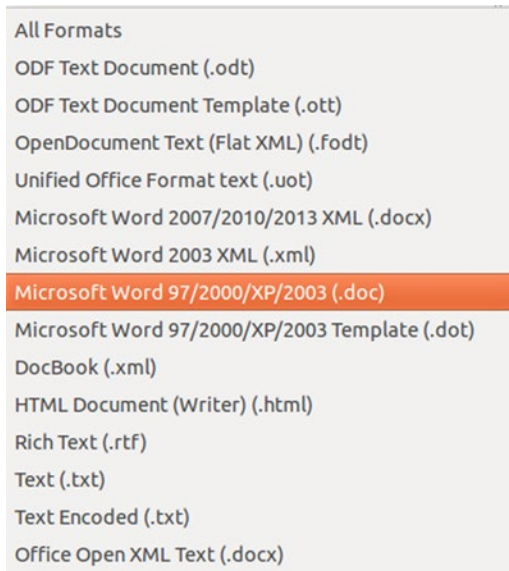 All Formats
ODF Text Document (.odt)
ODF Text Document Template (.ott)
OpenDocument Text (Flat XML) (.fodt)
Unified Office Format text (.uot)
Microsoft Word 2007/2010/2013 XML (.docx)
Microsoft Word 2003 XML (.xml)
Microsoft Word 97/2000/XP/2003 (.doc)
Microsoft Word 97/2000/XP/2003 Template (.dot)
DocBook (.xml)
HTML Document (Writer) (.html)
Rich Text (.rtf)
Text (.txt)
Text Encoded (.txt)
Office Open XML Text (.docx)